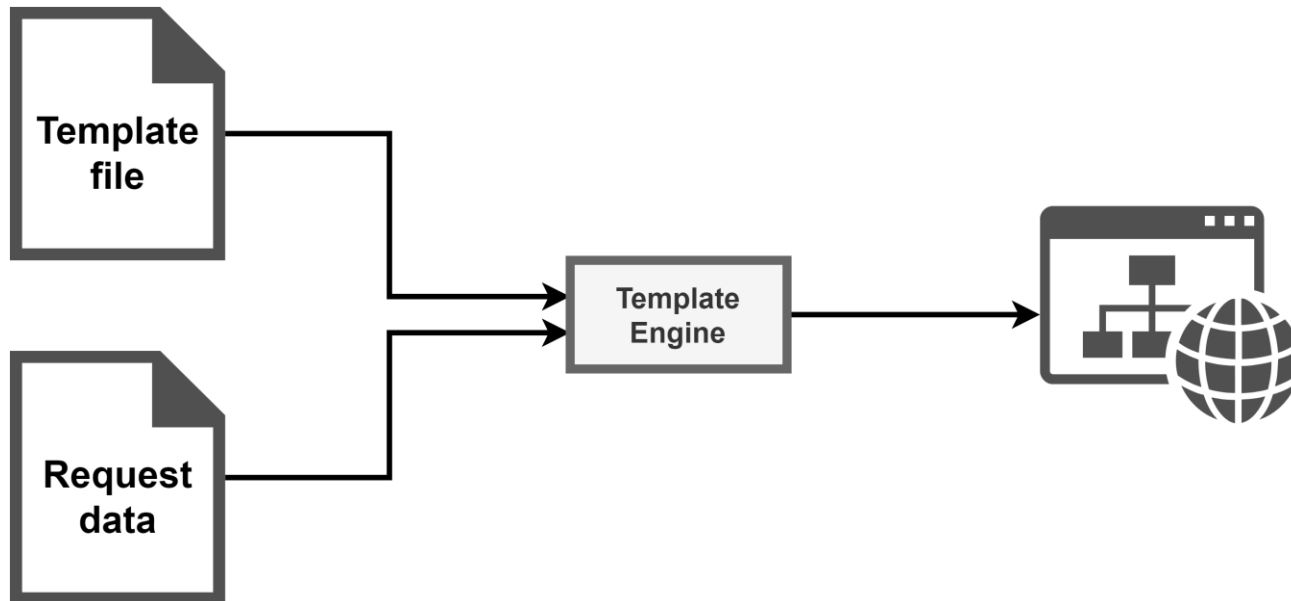 Template
file
Template
Engine
Request
data